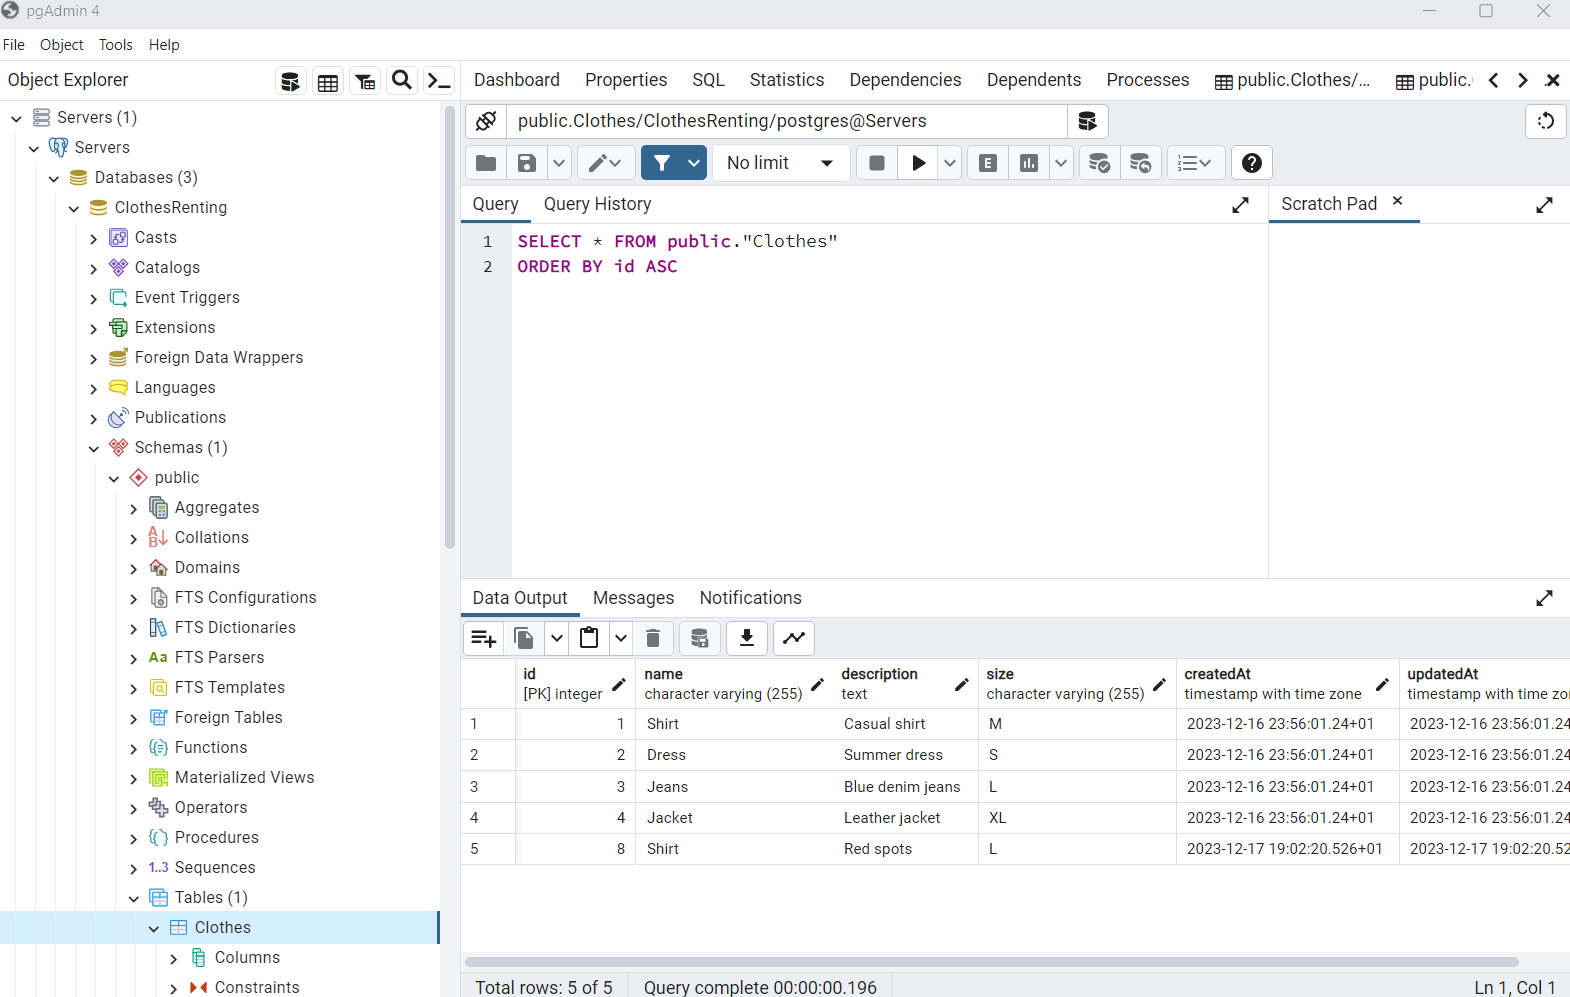 pgAdmin 4
File Object Tools Help
Object Explorer
Dashboard Properties SQL Statistics Dependencies Dependents Processes public.Clothes/... public.
Servers (1)
Servers
Databases (3)
ClothesRenting
Casts
Catalogs
Event Triggers
Extensions
Foreign Data Wrappers
Languages
Publications
Schemas (1)
public
Aggregates
Collations
Domains
FTS Configurations
FTS Dictionaries
Aa FTS Parsers
FTS Templates
Foreign Tables
Functions
Materialized Views
Operators
Procedures
1..3 Sequences
Tables (1)
Clothes
Columns
Constraints
public.Clothes/ClothesRenting/postgres@Servers
No limit E
Query Query History Scratch Pad
1 SELECT * FROM public."Clothes"
2 ORDER BY id ASC
Data Output Messages Notifications
id name description size createdAt updatedAt
[PK] integer character varying (255) text character varying (255) timestamp with time zone timestamp with time zo
1 1 Shirt Casual shirt M 2023-12-16 23:56:01.24+01 2023-12-16 23:56:01.24
2 2 Dress Summer dress S 2023-12-16 23:56:01.24+01 2023-12-16 23:56:01.24
3 3 Jeans Blue denim jeans L 2023-12-16 23:56:01.24+01 2023-12-16 23:56:01.24
4 4 Jacket Leather jacket XL 2023-12-16 23:56:01.24+01 2023-12-16 23:56:01.24
5 8 Shirt Red spots L 2023-12-17 19:02:20.526+01 2023-12-17 19:02:20.52
Total rows: 5 of 5 Query complete 00:00:00.196 Ln 1, Col 1